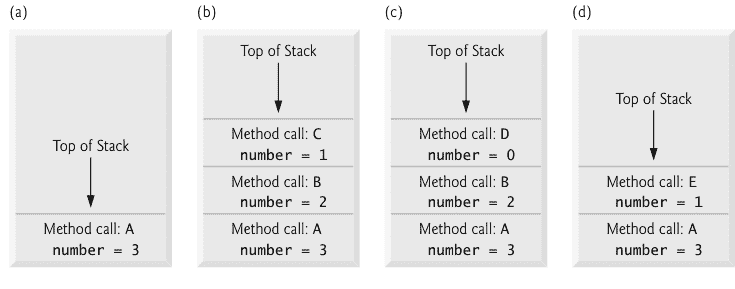 (a)
Top of Stack
Method call: A
number = 3
(b)
Top of Stack
Method call: C
number = 1
Method call: B
number = 2
Method call: A
number = 3
(c)
Top of Stack
Method call: D
number = 0
Method call: B
number = 2
Method call: A
number = 3
(d)
Top of Stack
Method call: E
number = 1
Method call: A
number = 3